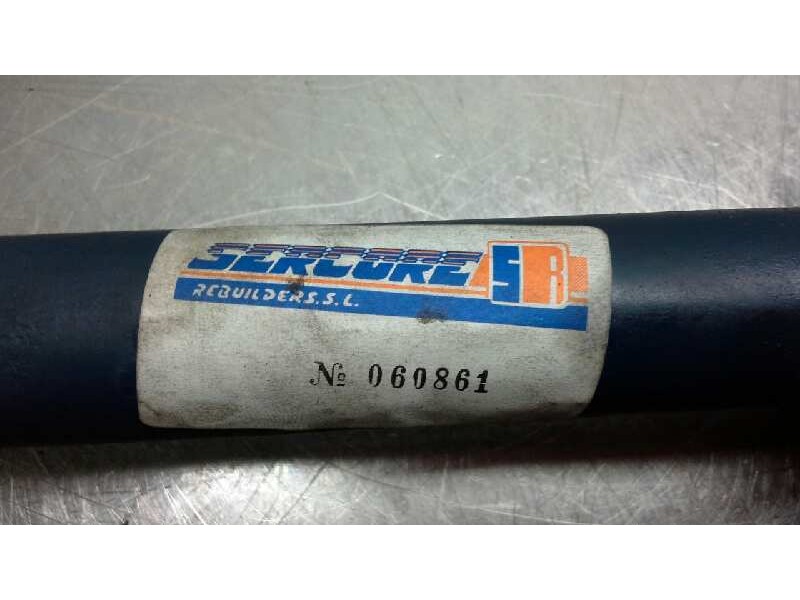 SERCORE SR
REBUILDERS.S.L.
Nº 060861